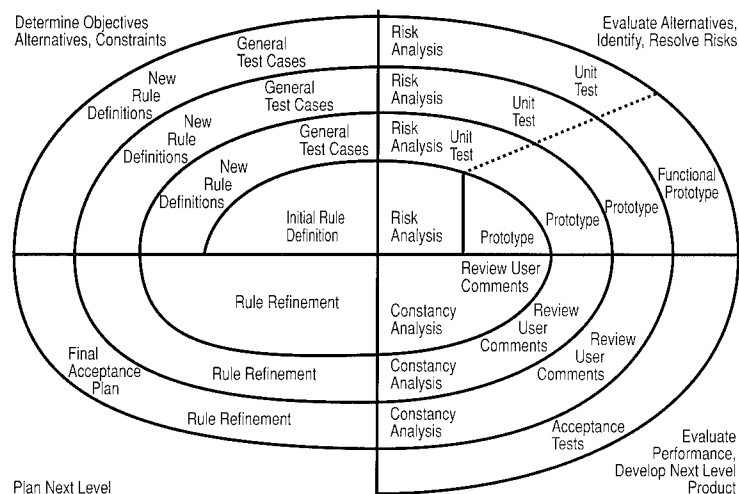 Determine Objectives
Alternatives, Constraints
Evaluate Alternatives,
Identify, Resolve Risks
General
Test Cases
Risk
Analysis
New
Rule
Definitions
Unit
Test
General
Test Cases
Risk
Analysis
Unit
Test
New
Rule
Definitions
General
Test Cases
Risk
Analysis
Unit
Test
New
Rule
Definitions
Functional
Prototype
Initial Rule
Definition
Risk
Analysis
Prototype
Prototype
Prototype
Review User
Comments
Rule Refinement
Constancy
Analysis
Review
User
Comments
Review
User
Comments
Final
Acceptance
Plan
Rule Refinement
Constancy
Analysis
Rule Refinement
Constancy
Analysis
Acceptance
Tests
Evaluate
Performance,
Develop Next Level
Product
Plan Next Level